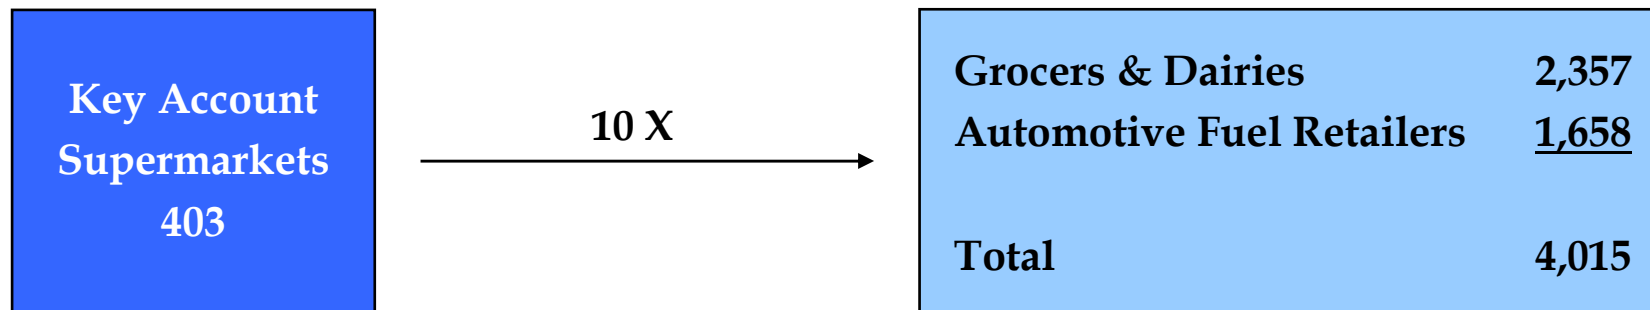 Key Account
Supermarkets
403
10 X
Grocers & Dairies 2,357
Automotive Fuel Retailers 1,658
Total 4,015